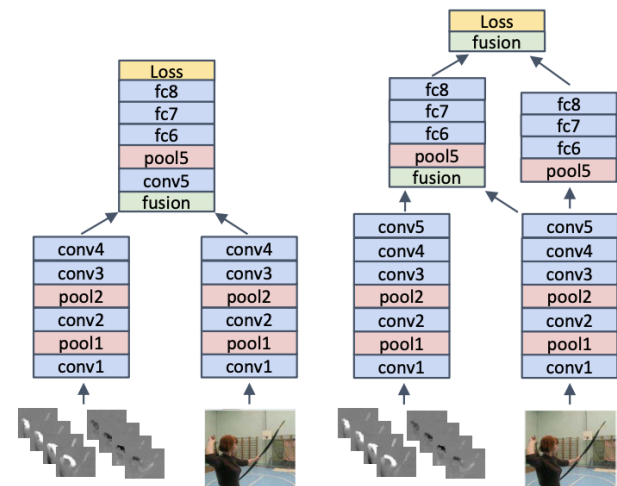 Loss
fc8
fc7
fc6
pool5
conv5
fusion
conv4
conv3
pool2
conv2
pool1
conv1
conv4
conv3
pool2
conv2
pool1
conv1
Loss
fusion
fc8
fc7
fc6
pool5
fusion
fc8
fc7
fc6
pool5
conv5
conv4
conv3
pool2
conv2
pool1
conv1
conv5
conv4
conv3
pool2
conv2
pool1
conv1